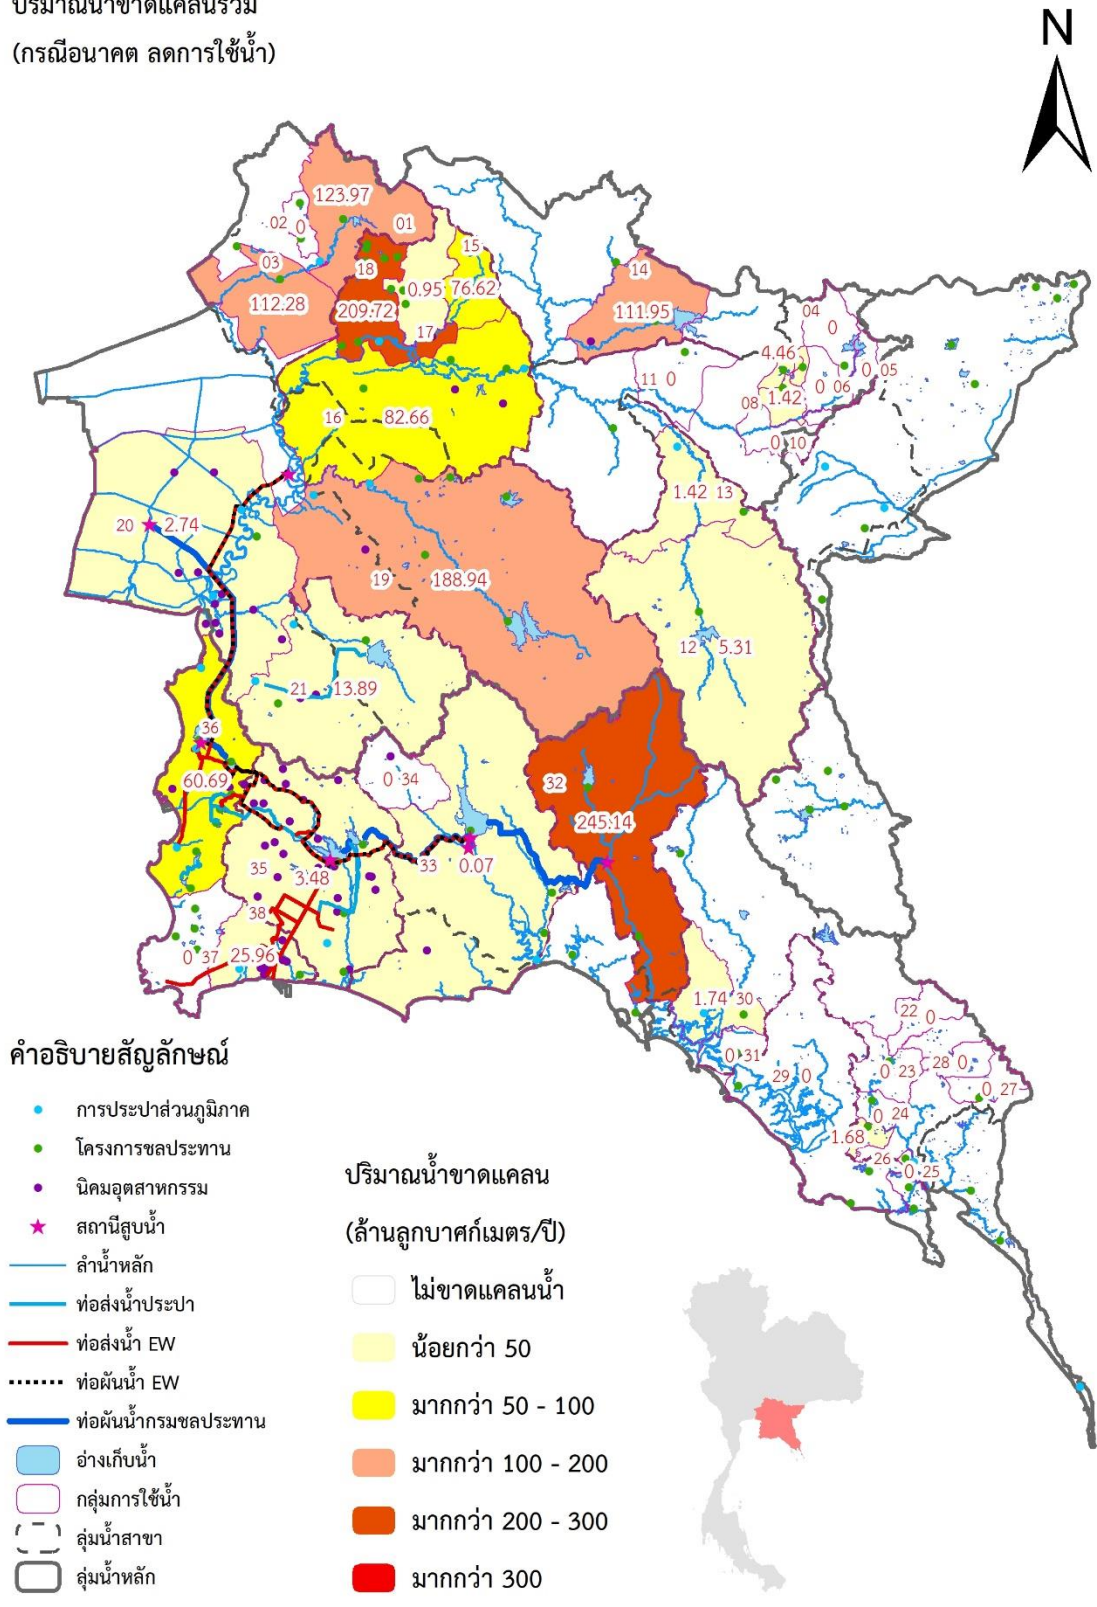 ปริมาณน้ำขาดแคลนรวม
(กรณีอนาคต ลดการใช้น้ำ)
N
123.97
02 0
01
03
15
18
14
112.28
0.95
76.62
209.72
17
111.95
04
0
4.46
11 0
0 06
0 05
08
1.42
16
82.66
0 10
1.42 13
20
2.74
19
188.94
12
5.31
21
13.89
36
0 34
32
60.69
245.14
35
3.48
33
0.07
38
0 37
25.96
1.74 30
22 0
0 31
29 0
0 23
28 0
0 27
0 24
1.68
26
0 25
คำอธิบายสัญลักษณ์
การประปาส่วนภูมิภาค
โครงการชลประทาน
นิคมอุตสาหกรรม
สถานีสูบน้ำ
ลำน้ำหลัก
ท่อส่งน้ำประปา
ท่อส่งน้ำ EW
ท่อผันน้ำ EW
ท่อผันน้ำกรมชลประทาน
อ่างเก็บน้ำ
กลุ่มการใช้น้ำ
ลุ่มน้ำสาขา
ลุ่มน้ำหลัก
ปริมาณน้ำขาดแคลน
(ล้านลูกบาศก์เมตร/ปี)
ไม่ขาดแคลนน้ำ
น้อยกว่า 50
มากกว่า 50 - 100
มากกว่า 100 - 200
มากกว่า 200 - 300
มากกว่า 300